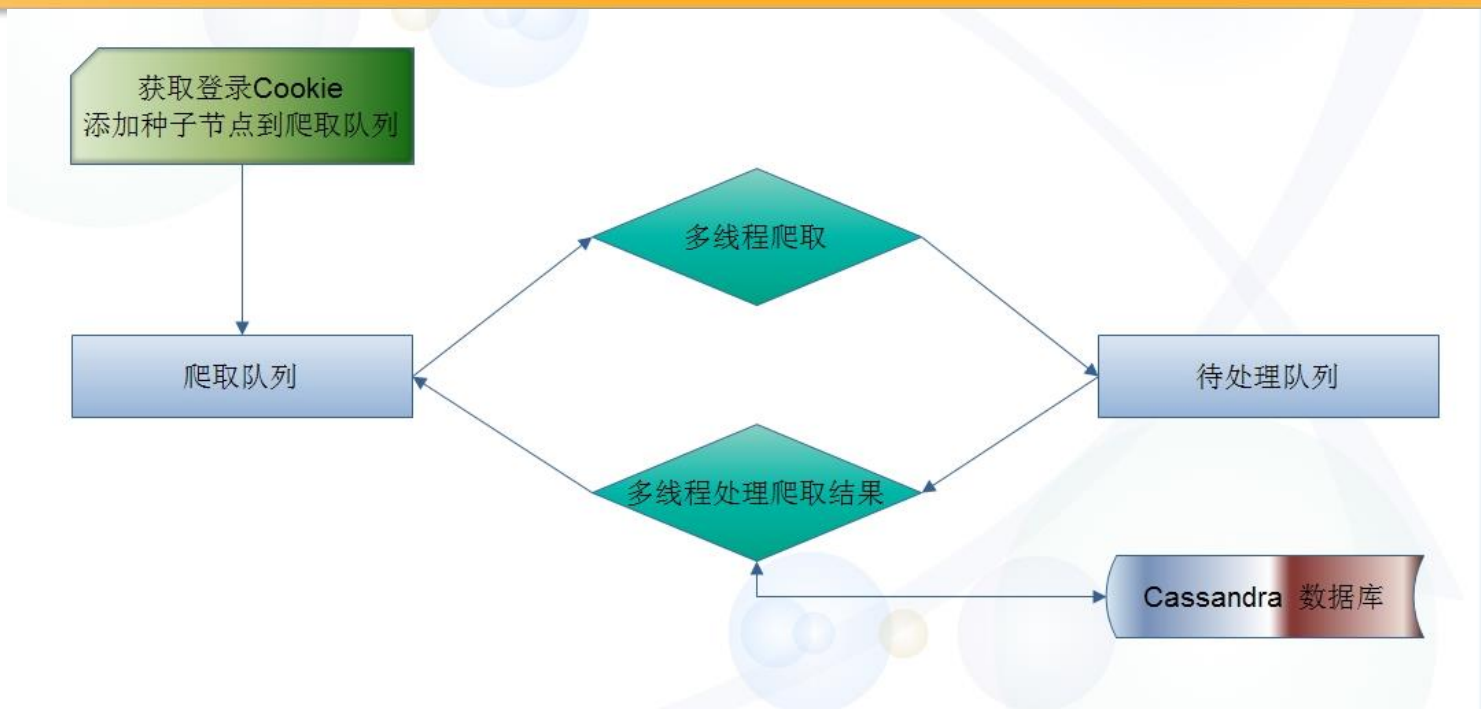 获取登录Cookie
添加种子节点到爬取队列
多线程爬取
爬取队列
待处理队列
多线程处理爬取结果
Cassandra 数据库